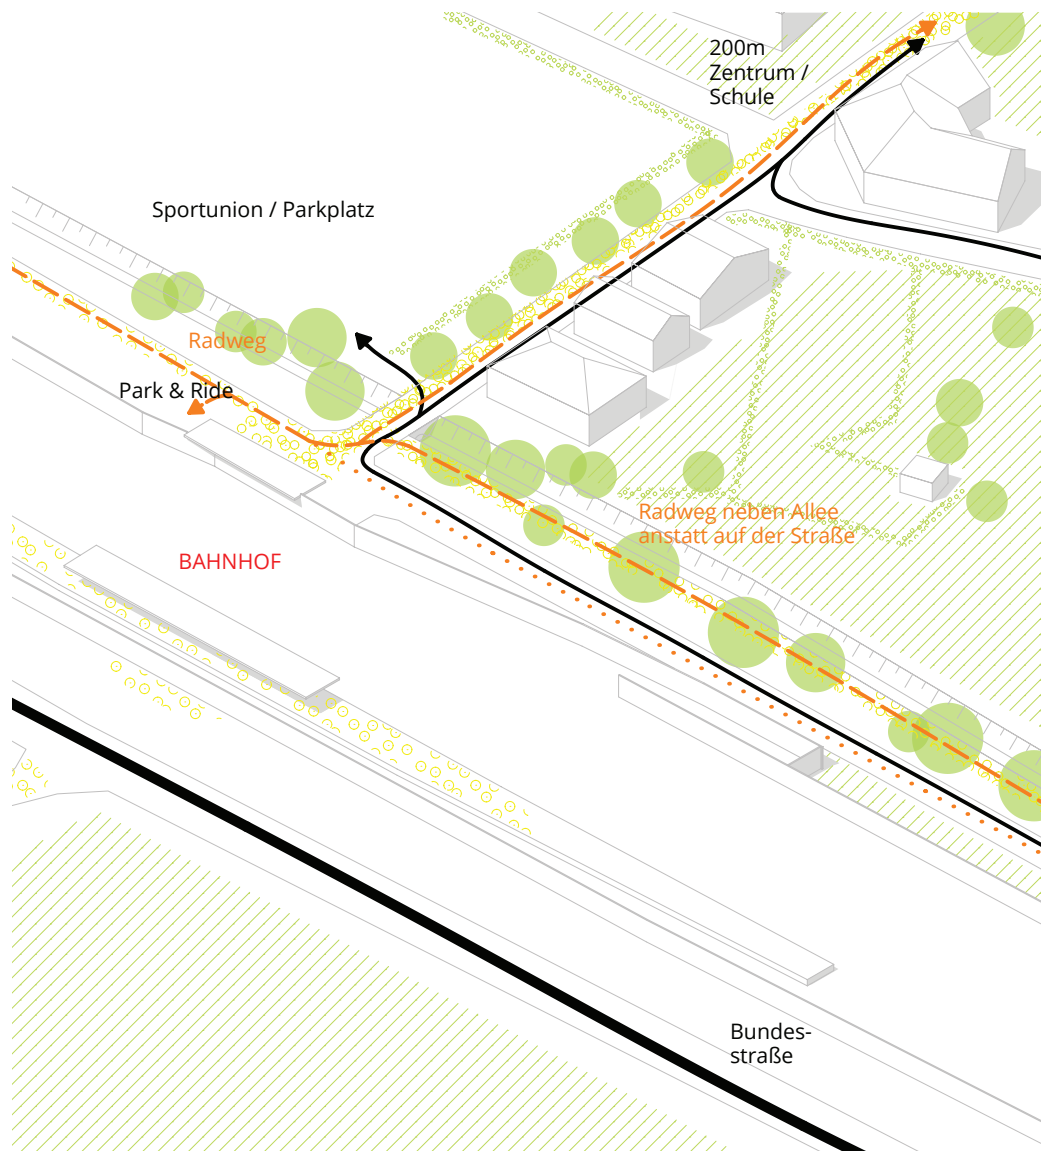 200m
Zentrum /
Schule
Sportunion / Parkplatz
Radweg
Park & Ride
Radweg neben Allee
anstatt auf der Straße
BAHNHOF
Bundes-
straße